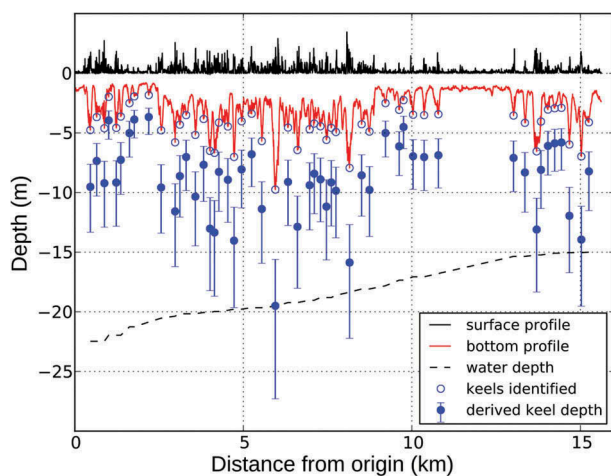 5
0
−5
−10
−15
−20
−25
0 5 10 15
Depth (m)
Distance from origin (km)
surface profile
bottom profile
water depth
keels identified
derived keel depth